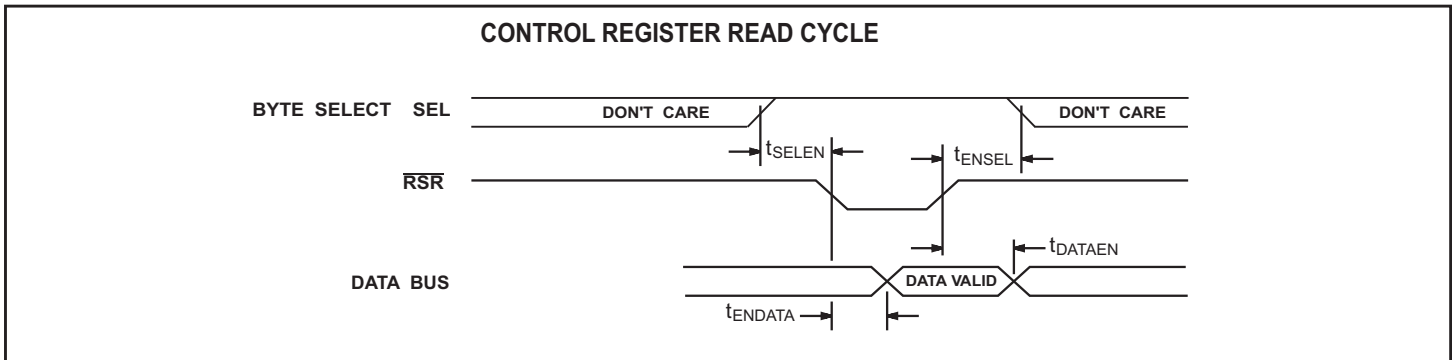 CONTROL REGISTER READ CYCLE
BYTE SELECT SEL
DON'T CARE
DON'T CARE
tSELEN
tENSEL
RSR
tDATAEN
DATA BUS
DATA VALID
tENDATA